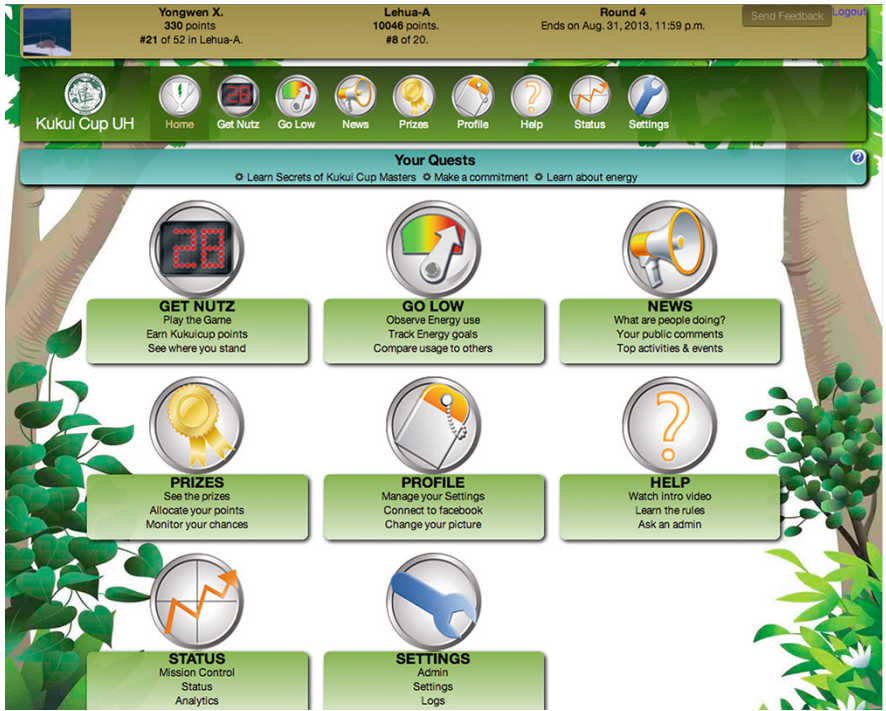 Yongwen X.
330 points
#21 of 52 in Lehua-A.
Lehua-A
10046 points.
#8 of 20.
Round 4
Ends on Aug. 31, 2013, 11:59 p.m.
Send Feedback
Logout
Kukui Cup UH
Home
28
Get Nutz
Go Low
News
Prizes
Profile
?
Help
Status
Settings
Your Quests
?
Learn Secrets of Kukui Cup Masters Make a commitment Learn about energy
28
GET NUTZ
Play the Game
Earn Kukuicup points
See where you stand
GO LOW
Observe Energy use
Track Energy goals
Compare usage to others
NEWS
What are people doing?
Your public comments
Top activities & events
PRIZES
See the prizes
Allocate your points
Monitor your chances
PROFILE
Manage your Settings
Connect to facebook
Change your picture
?
HELP
Watch intro video
Learn the rules
Ask an admin
STATUS
Mission Control
Status
Analytics
SETTINGS
Admin
Settings
Logs